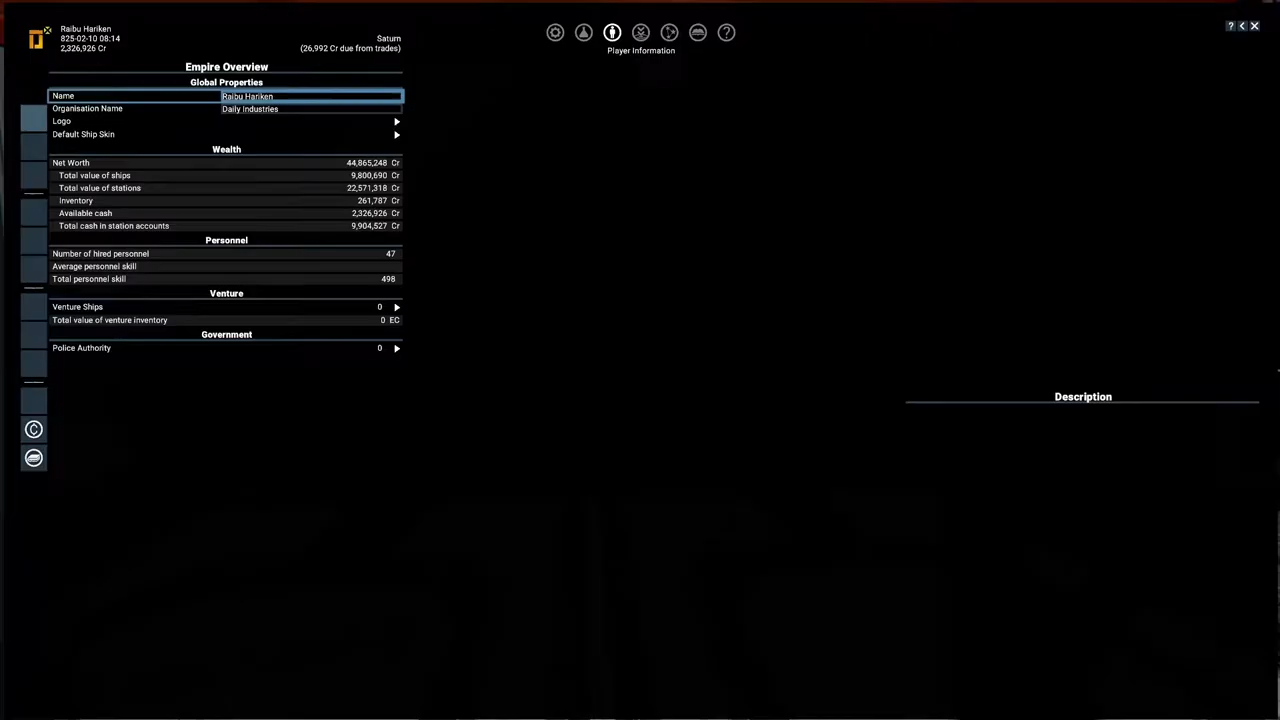 Raibu Hariken
825-02-10 08:14
2,326,926 Cr
Saturn
(26,992 Cr due from trades)
Player Information
Empire Overview
Global Properties
Name Raibu Hariken
Organisation Name Daily Industries
Logo
Default Ship Skin
Wealth
Net Worth 44,865,248 Cr
Total value of ships 9,800,690 Cr
Total value of stations 22,571,318 Cr
Inventory 261,787 Cr
Available cash 2,326,926 Cr
Total cash in station accounts 9,904,527 Cr
Personnel
Number of hired personnel 47
Average personnel skill
Total personnel skill 498
Venture
Venture Ships 0
Total value of venture inventory 0 EC
Government
Police Authority 0
Description